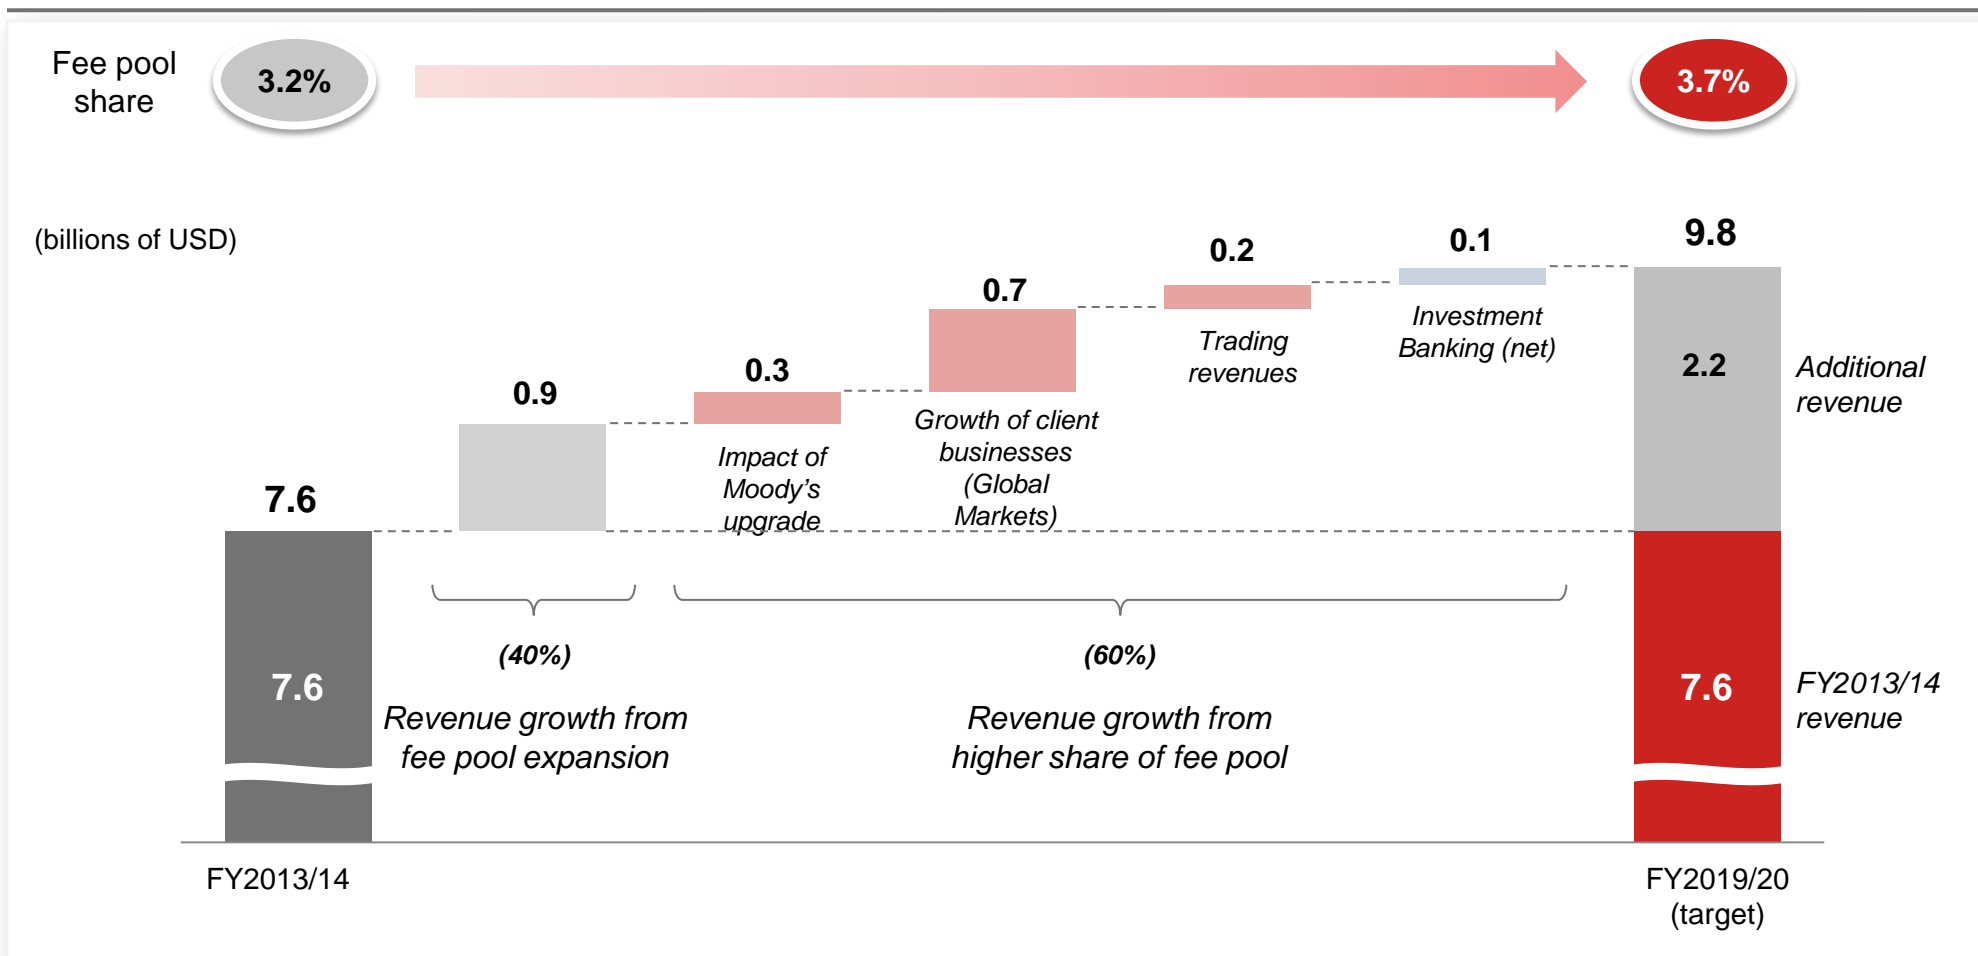 Fee pool
share
3.2%
3.7%
(billions of USD)
7.6
0.9
0.3
0.7
0.2
0.1
9.8
Impact of
Moody's
upgrade
Growth of client
businesses
(Global
Markets)
Trading
revenues
Investment
Banking (net)
2.2
Additional
revenue
(40%)
(60%)
7.6
Revenue growth from
fee pool expansion
Revenue growth from
higher share of fee pool
7.6
FY2013/14
revenue
FY2013/14
FY2019/20
(target)